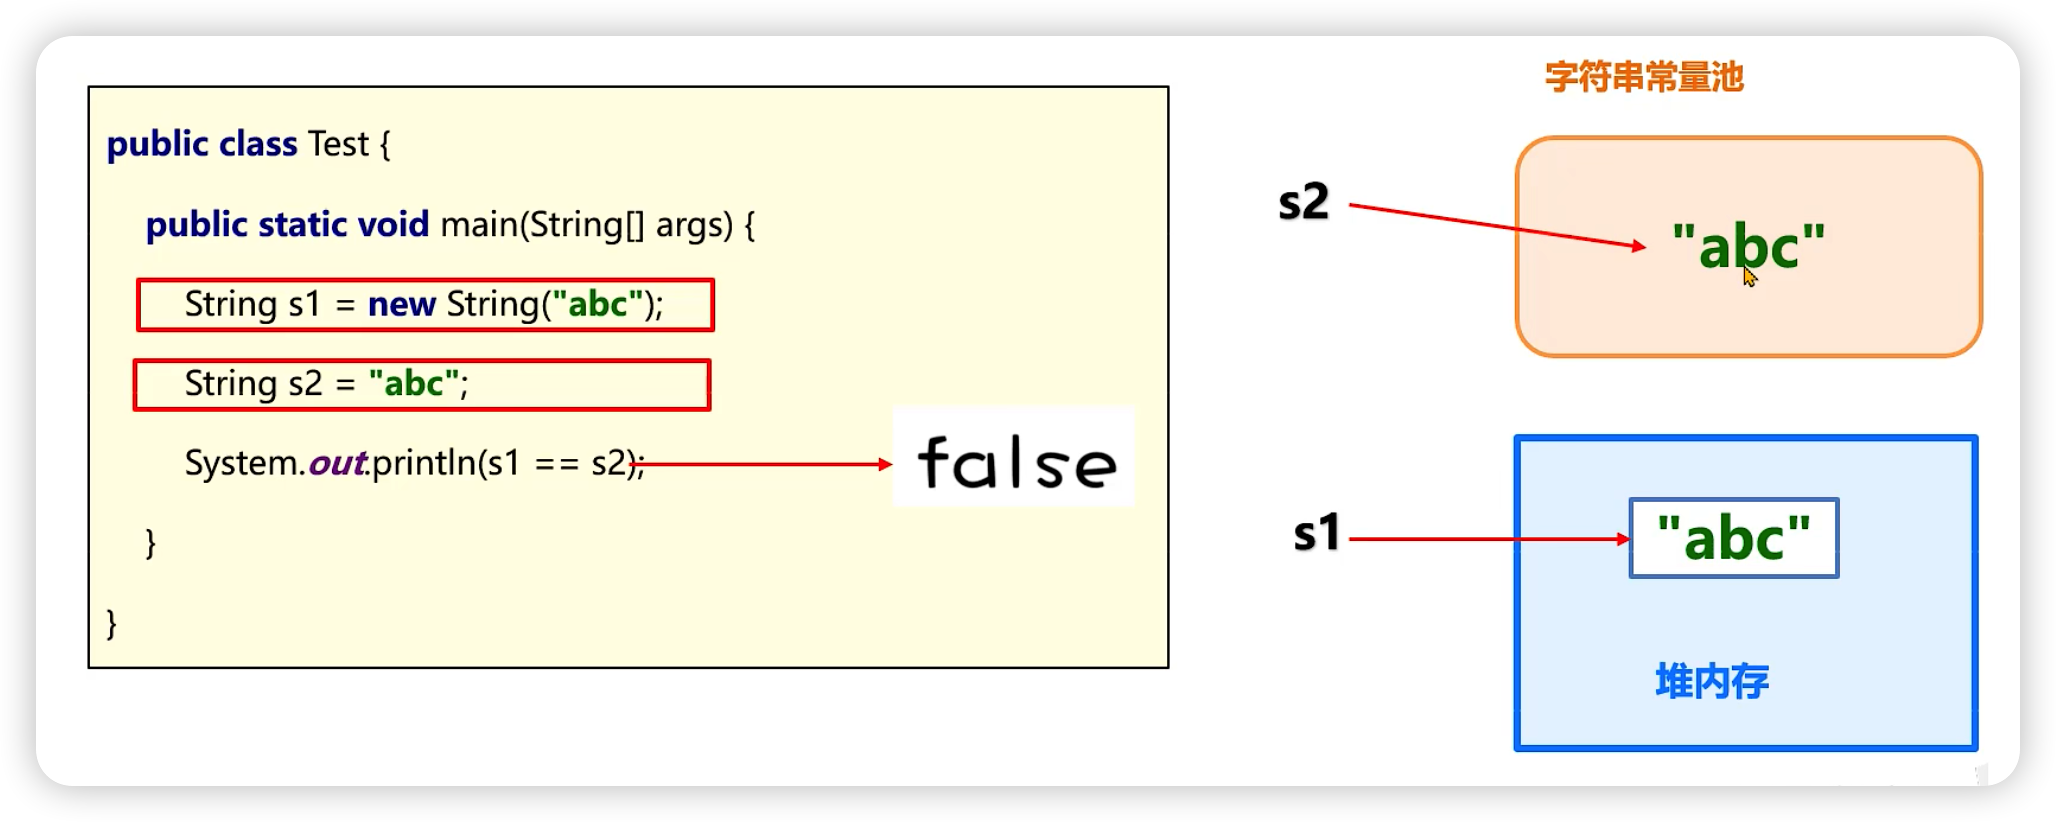 public class Test {
public static void main(String[] args) {
String s1 = new String("abc");
String s2 = "abc";
System.out.println(s1 == s2);
false
}
}
字符串常量池
s2
"abc"
s1
"abc"
堆内存